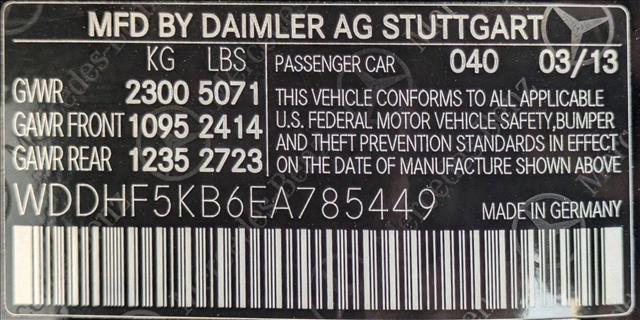 MFD BY DAIMLER AG STUTTGART
KG LBS
GVWR 2300 5071
GAWR FRONT 1095 2414
GAWR REAR 1235 2723
PASSENGER CAR 040 03/13
THIS VEHICLE CONFORMS TO ALL APPLICABLE
U.S. FEDERAL MOTOR VEHICLE SAFETY,BUMPER
AND THEFT PREVENTION STANDARDS IN EFFECT
ON THE DATE OF MANUFACTURE SHOWN ABOVE
WDDHF5KB6EA785449 MADE IN GERMANY